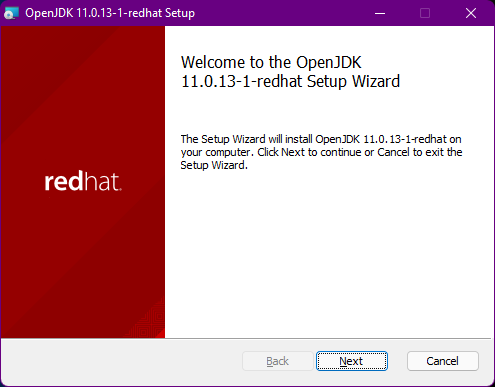 OpenJDK 11.0.13-1-redhat Setup
Welcome to the OpenJDK
11.0.13-1-redhat Setup Wizard
The Setup Wizard will install OpenJDK 11.0.13-1-redhat on
your computer. Click Next to continue or Cancel to exit the
Setup Wizard.
redhat.
Back Next Cancel